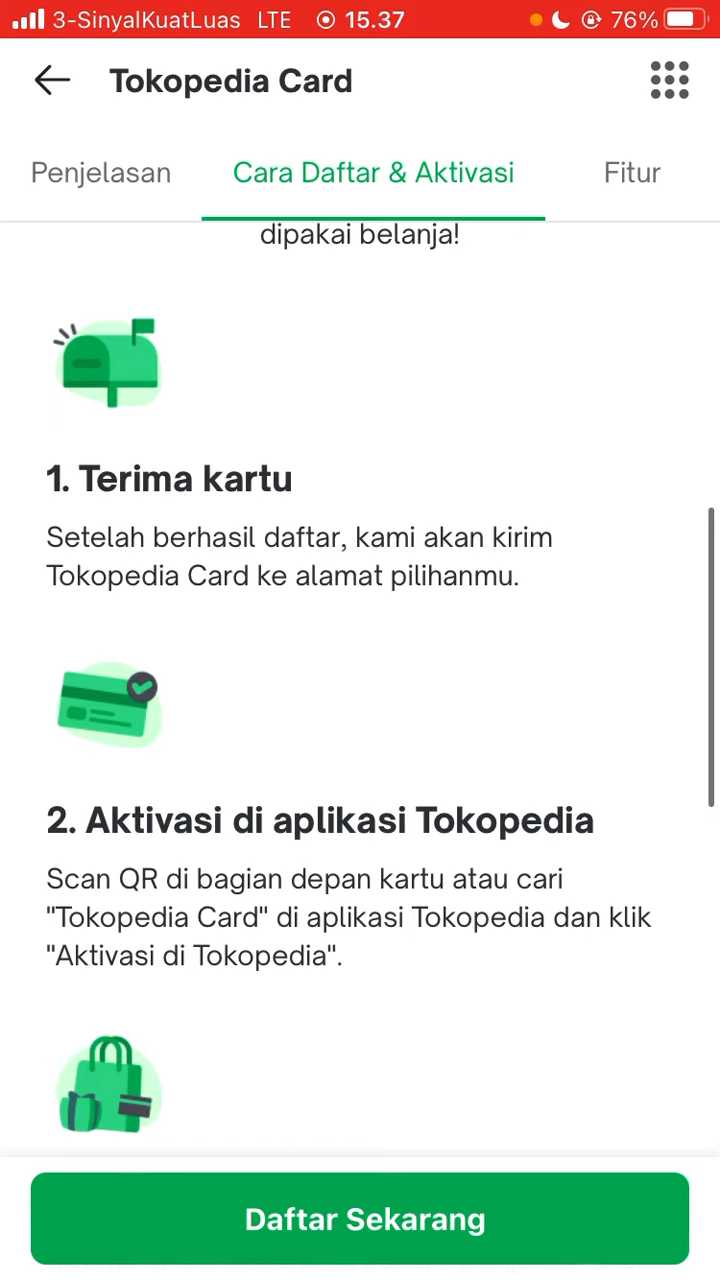 3-SinyalKuatLuas LTE 15.37 76%
Tokopedia Card
Penjelasan Cara Daftar & Aktivasi Fitur
dipakai belanja!
1. Terima kartu
Setelah berhasil daftar, kami akan kirim
Tokopedia Card ke alamat pilihanmu.
2. Aktivasi di aplikasi Tokopedia
Scan QR di bagian depan kartu atau cari
"Tokopedia Card" di aplikasi Tokopedia dan klik
"Aktivasi di Tokopedia".
Daftar Sekarang